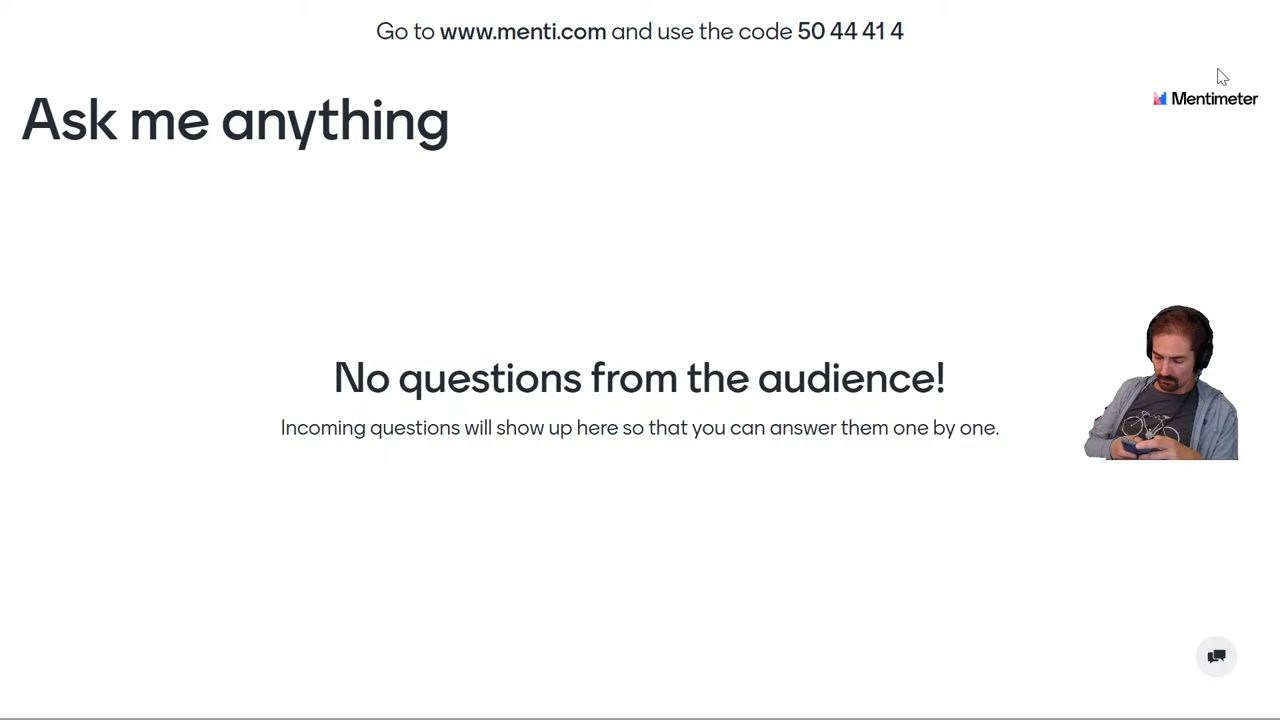 Go to www.menti.com and use the code 50 44 41 4
Mentimeter
Ask me anything
No questions from the audience!
Incoming questions will show up here so that you can answer them one by one.